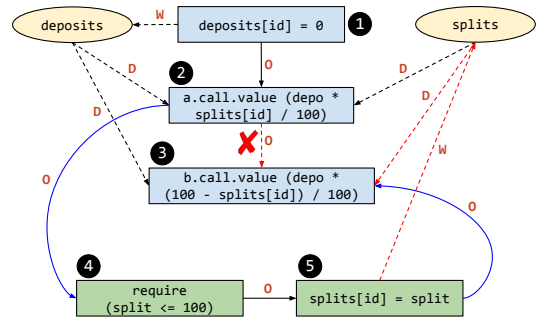 deposits
W
deposits[id] = 0
1
splits
O
D
D
2
a.call.value (depo *
splits[id] / 100)
D
D
O
3
b.call.value (depo *
(100 - splits[id]) / 100)
W
O
O
4
require
(split <= 100)
O
5
splits[id] = split